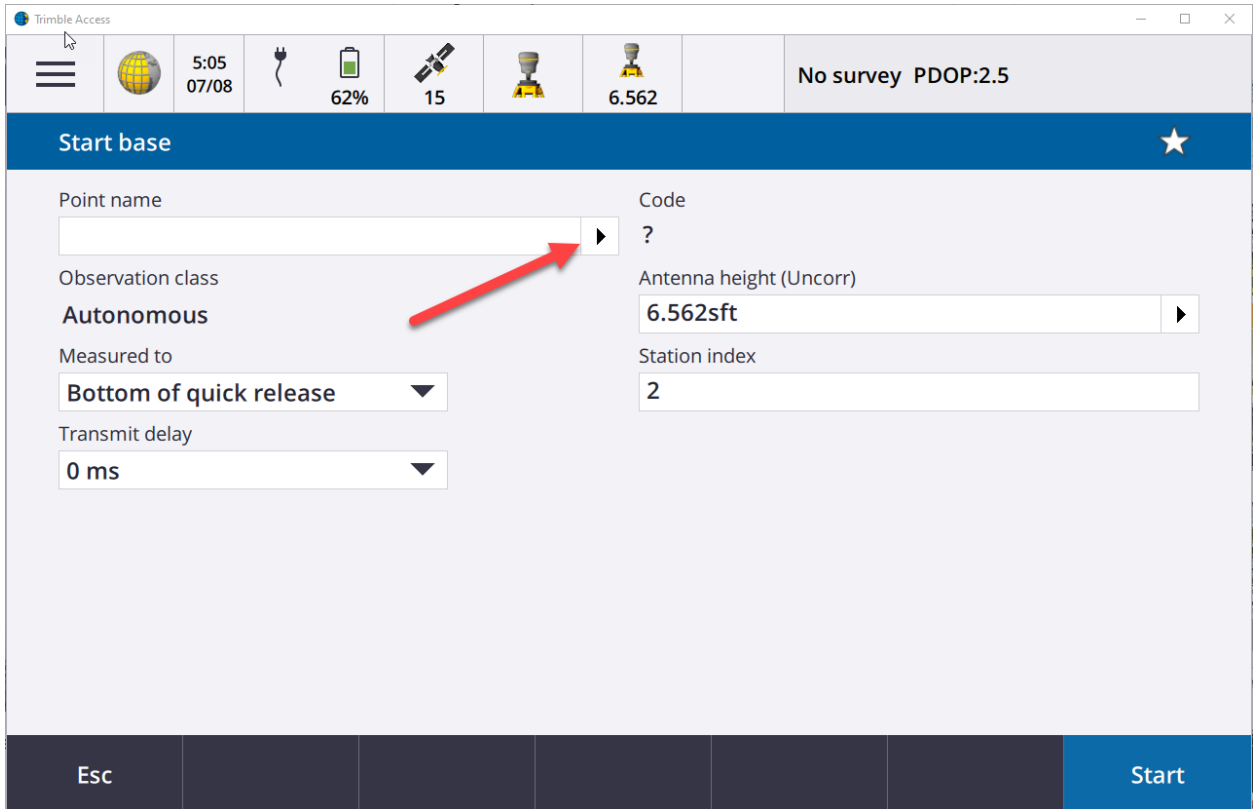 Trimble Access
5:05
07/08
62%
15
6.562
No survey PDOP:2.5
Start base
Point name
Code
?
Observation class
Autonomous
Antenna height (Uncorr)
6.562sft
Measured to
Bottom of quick release
Station index
2
Transmit delay
0 ms
Esc
Start